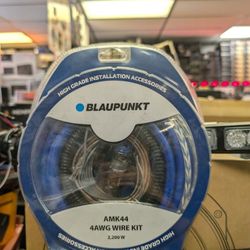 HIGH GRADE INSTALLATION ACCESSORIES
BLAUPUNKT
AMK44
4AWG WIRE KIT
2,200 W